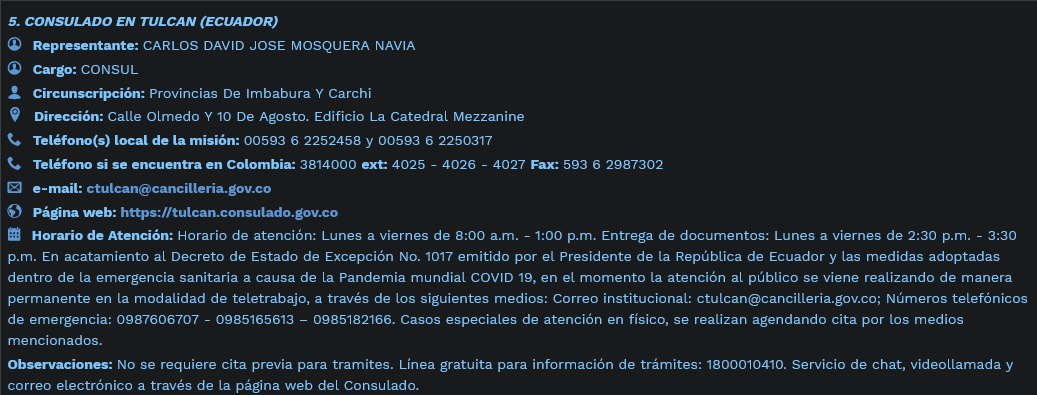 5. CONSULADO EN TULCAN (ECUADOR)
Representante: CARLOS DAVID JOSE MOSQUERA NAVIA
Cargo: CONSUL
Circunscripción: Provincias De Imbabura Y Carchi
Dirección: Calle Olmedo Y 10 De Agosto. Edificio La Catedral Mezzanine
Teléfono(s) local de la misión: 00593 6 2252458 y 00593 6 2250317
Teléfono si se encuentra en Colombia: 3814000 ext: 4025 - 4026 - 4027 Fax: 593 6 2987302
e-mail: ctulcan@cancilleria.gov.co
Página web: https://tulcan.consulado.gov.co
Horario de Atención: Horario de atención: Lunes a viernes de 8:00 a.m. - 1:00 p.m. Entrega de documentos: Lunes a viernes de 2:30 p.m. - 3:30
p.m. En acatamiento al Decreto de Estado de Excepción No. 1017 emitido por el Presidente de la República de Ecuador y las medidas adoptadas
dentro de la emergencia sanitaria a causa de la Pandemia mundial COVID 19, en el momento la atención al público se viene realizando de manera
permanente en la modalidad de teletrabajo, a través de los siguientes medios: Correo institucional: ctulcan@cancilleria.gov.co; Números telefónicos
de emergencia: 0987606707 - 0985165613 – 0985182166. Casos especiales de atención en físico, se realizan agendando cita por los medios
mencionados.
Observaciones: No se requiere cita previa para tramites. Línea gratuita para información de trámites: 1800010410. Servicio de chat, videollamada y
correo electrónico a través de la página web del Consulado.